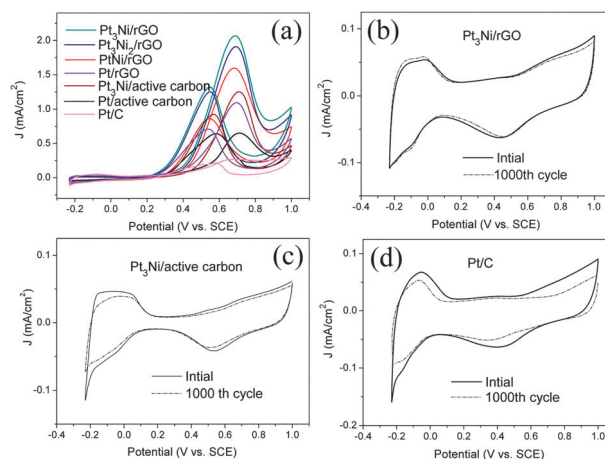 (a)
Pt3Ni/rGO
Pt3Ni2/rGO
PtNi/rGO
Pt/rGO
Pt3Ni/active carbon
Pt/active carbon
Pt/C
J (mA/cm²)
2.0
1.5
1.0
0.5
0.0
-0.2 0.0 0.2 0.4 0.6 0.8 1.0
Potential (V vs. SCE)
(b)
Pt3Ni/rGO
J (mA/cm²)
0.1
0.0
-0.1
Intial
1000th cycle
-0.4 -0.2 0.0 0.2 0.4 0.6 0.8 1.0
Potential (V vs. SCE)
(c)
Pt3Ni/active carbon
J (mA/cm²)
0.1
0.0
-0.1
Intial
1000 th cycle
-0.4 -0.2 0.0 0.2 0.4 0.6 0.8 1.0
Potential (V vs. SCE)
(d)
Pt/C
J (mA/cm²)
0.1
0.0
-0.1
-0.2
Intial
1000th cycle
-0.4 -0.2 0.0 0.2 0.4 0.6 0.8 1.0
Potential (V vs. SCE)